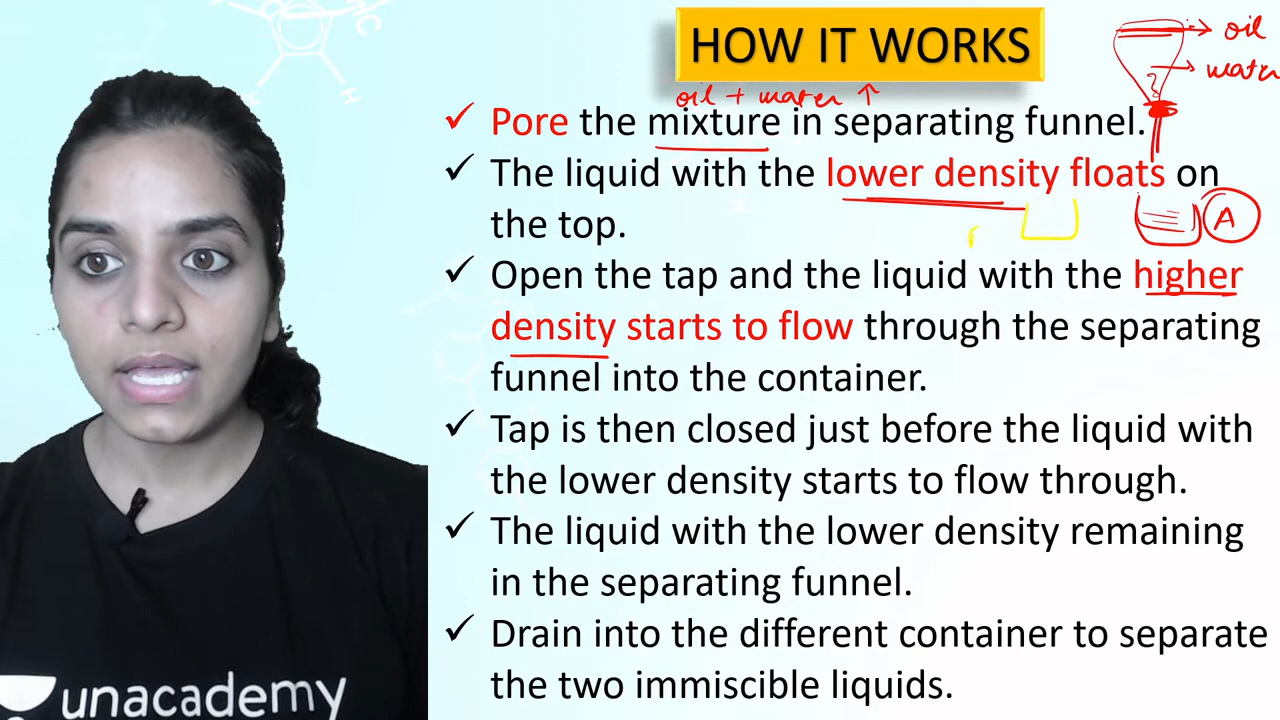 HOW IT WORKS
oil
water
oil + water ↑
✓ Pore the mixture in separating funnel.
✓ The liquid with the lower density floats on
the top.
A
✓ Open the tap and the liquid with the higher
density starts to flow through the separating
funnel into the container.
✓ Tap is then closed just before the liquid with
the lower density starts to flow through.
✓ The liquid with the lower density remaining
in the separating funnel.
✓ Drain into the different container to separate
the two immiscible liquids.
unacademy